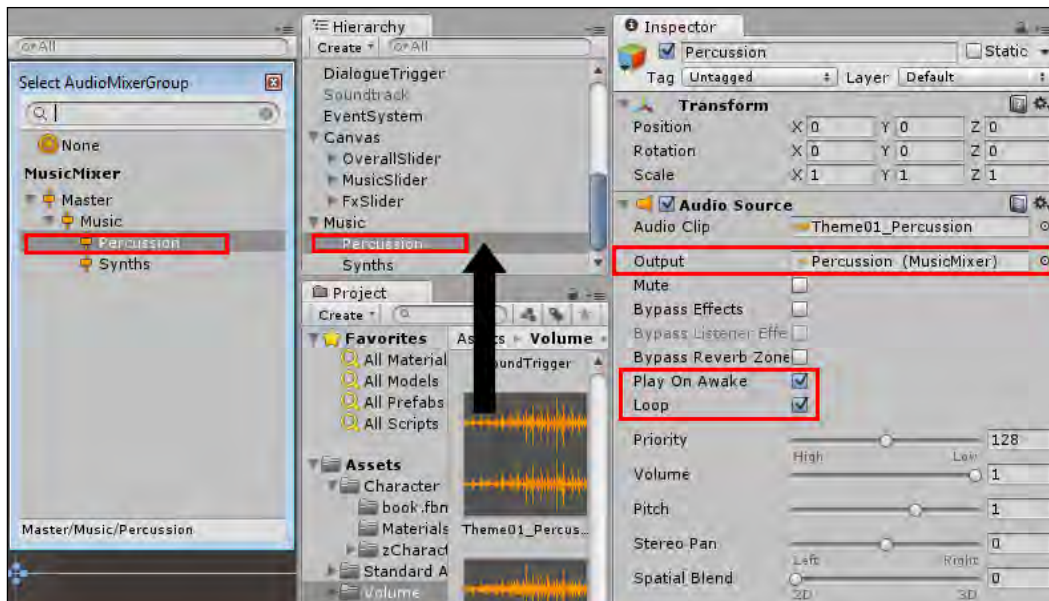 All
Select AudioMixerGroup
None
MusicMixer
Master
Music
Percussion
Synths
Master/Music/Percussion
Hierarchy
Create
All
DialogueTrigger
Soundtrack
EventSystem
Canvas
OverallSlider
MusicSlider
FxSlider
Music
Percussion
Synths
Project
Create
Favorites
All Material
All Models
All Prefabs
All Scripts
Assets
Character
book.fbn
Materials
zCharact
Standard A
Volume
Volume
oundTrigger
Theme01_Percus...
Inspector
Percussion
Static
Tag Untagged Layer Default
Transform
Position X 0 Y 0 Z 0
Rotation X 0 Y 0 Z 0
Scale X 1 Y 1 Z 1
Audio Source
Audio Clip Theme01_Percussion
Output Percussion (MusicMixer)
Mute
Bypass Effects
Bypass Listener Effe
Bypass Reverb Zone
Play On Awake
Loop
Priority 128
High Low
Volume 1
Pitch 1
Stereo Pan 0
Left Right
Spatial Blend 0
2D 3D